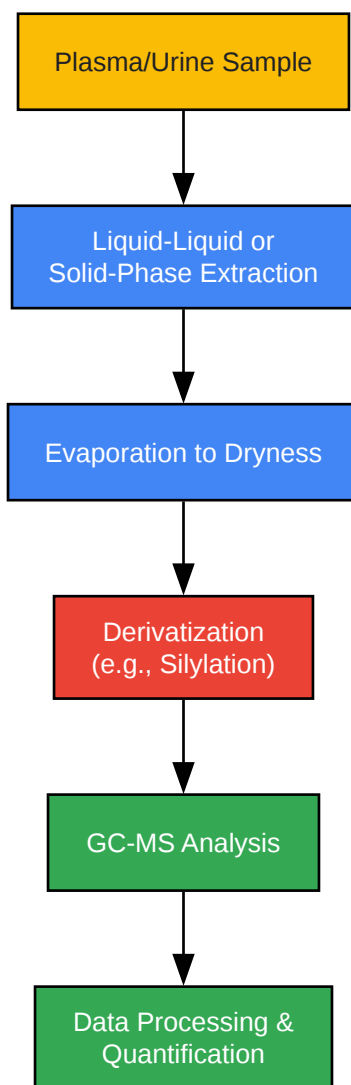 Plasma/Urine Sample
Liquid-Liquid or
Solid-Phase Extraction
Evaporation to Dryness
Derivatization
(e.g., Silylation)
GC-MS Analysis
Data Processing &
Quantification